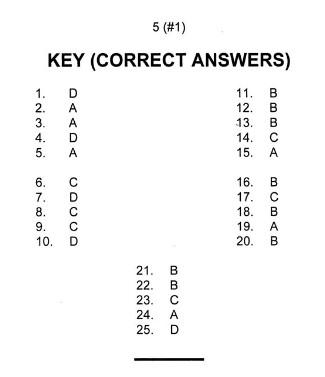 5 (#1)
KEY (CORRECT ANSWERS)
1. D
2. A
3. A
4. D
5. A
6. C
7. D
8. C
9. C
10. D
11. B
12. B
13. B
14. C
15. A
16. B
17. C
18. B
19. A
20. B
21. B
22. B
23. C
24. A
25. D